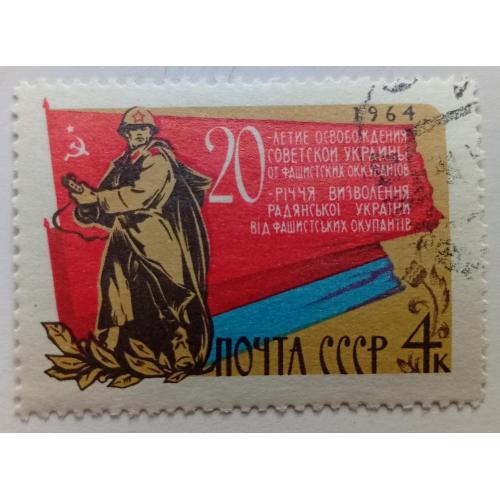 1964
20
-ЛЕТИЕ ОСВОБОЖДЕНИЯ
СОВЕТСКОЙ УКРАИНЫ
ОТ ФАШИСТСКИХ ОККУПАНТОВ
-РІЧЧЯ ВИЗВОЛЕННЯ
РАДЯНСЬКОЇ УКРАЇНИ
ВІД ФАШИСТСЬКИХ ОКУПАНТІВ
ПОЧТА СССР 4К